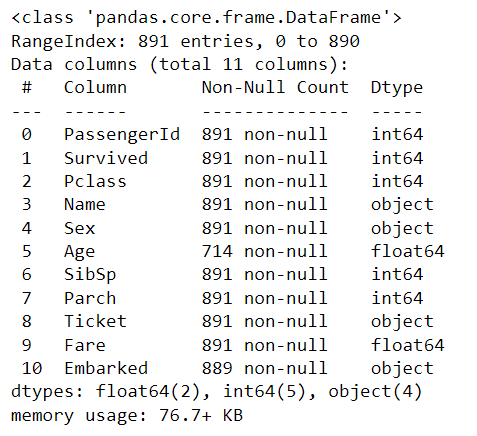 <class 'pandas.core.frame.DataFrame'>
RangeIndex: 891 entries, 0 to 890
Data columns (total 11 columns):
 #   Column       Non-Null Count  Dtype
---  ------       --------------  -----
 0   PassengerId  891 non-null    int64
 1   Survived     891 non-null    int64
 2   Pclass       891 non-null    int64
 3   Name         891 non-null    object
 4   Sex          891 non-null    object
 5   Age          714 non-null    float64
 6   SibSp        891 non-null    int64
 7   Parch        891 non-null    int64
 8   Ticket       891 non-null    object
 9   Fare         891 non-null    float64
 10  Embarked     889 non-null    object
dtypes: float64(2), int64(5), object(4)
memory usage: 76.7+ KB